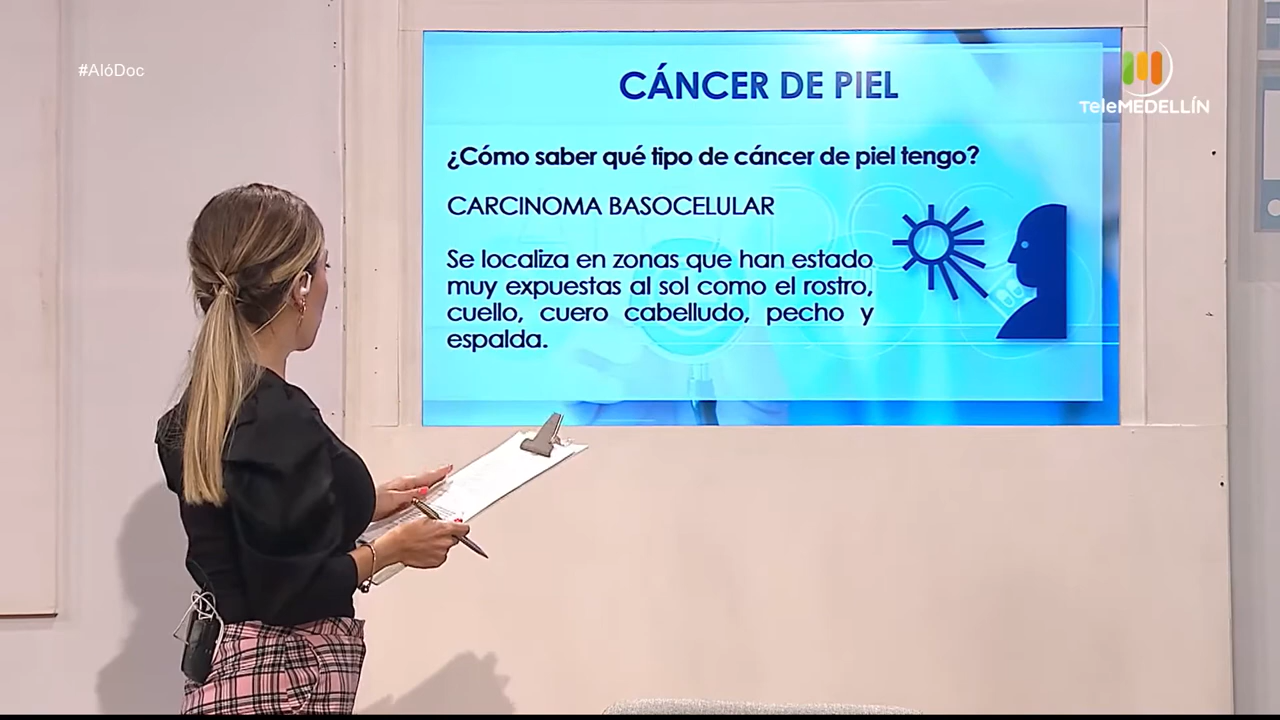 #AlóDoc
TeleMEDELLÍN
CÁNCER DE PIEL
¿Cómo saber qué tipo de cáncer de piel tengo?
CARCINOMA BASOCELULAR
Se localiza en zonas que han estado
muy expuestas al sol como el rostro,
cuello, cuero cabelludo, pecho y
espalda.